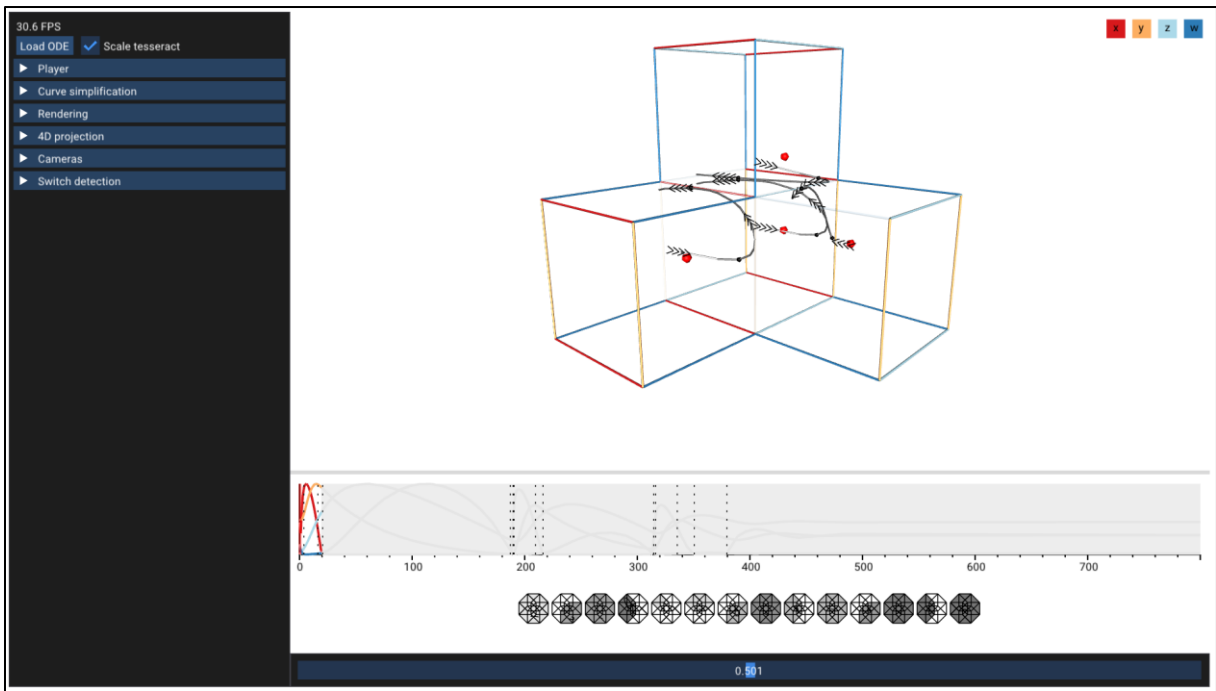 30.6 FPS
Load ODE Scale tesseract
Player
Curve simplification
Rendering
4D projection
Cameras
Switch detection
x y z w
0 100 200 300 400 500 600 700
0.501